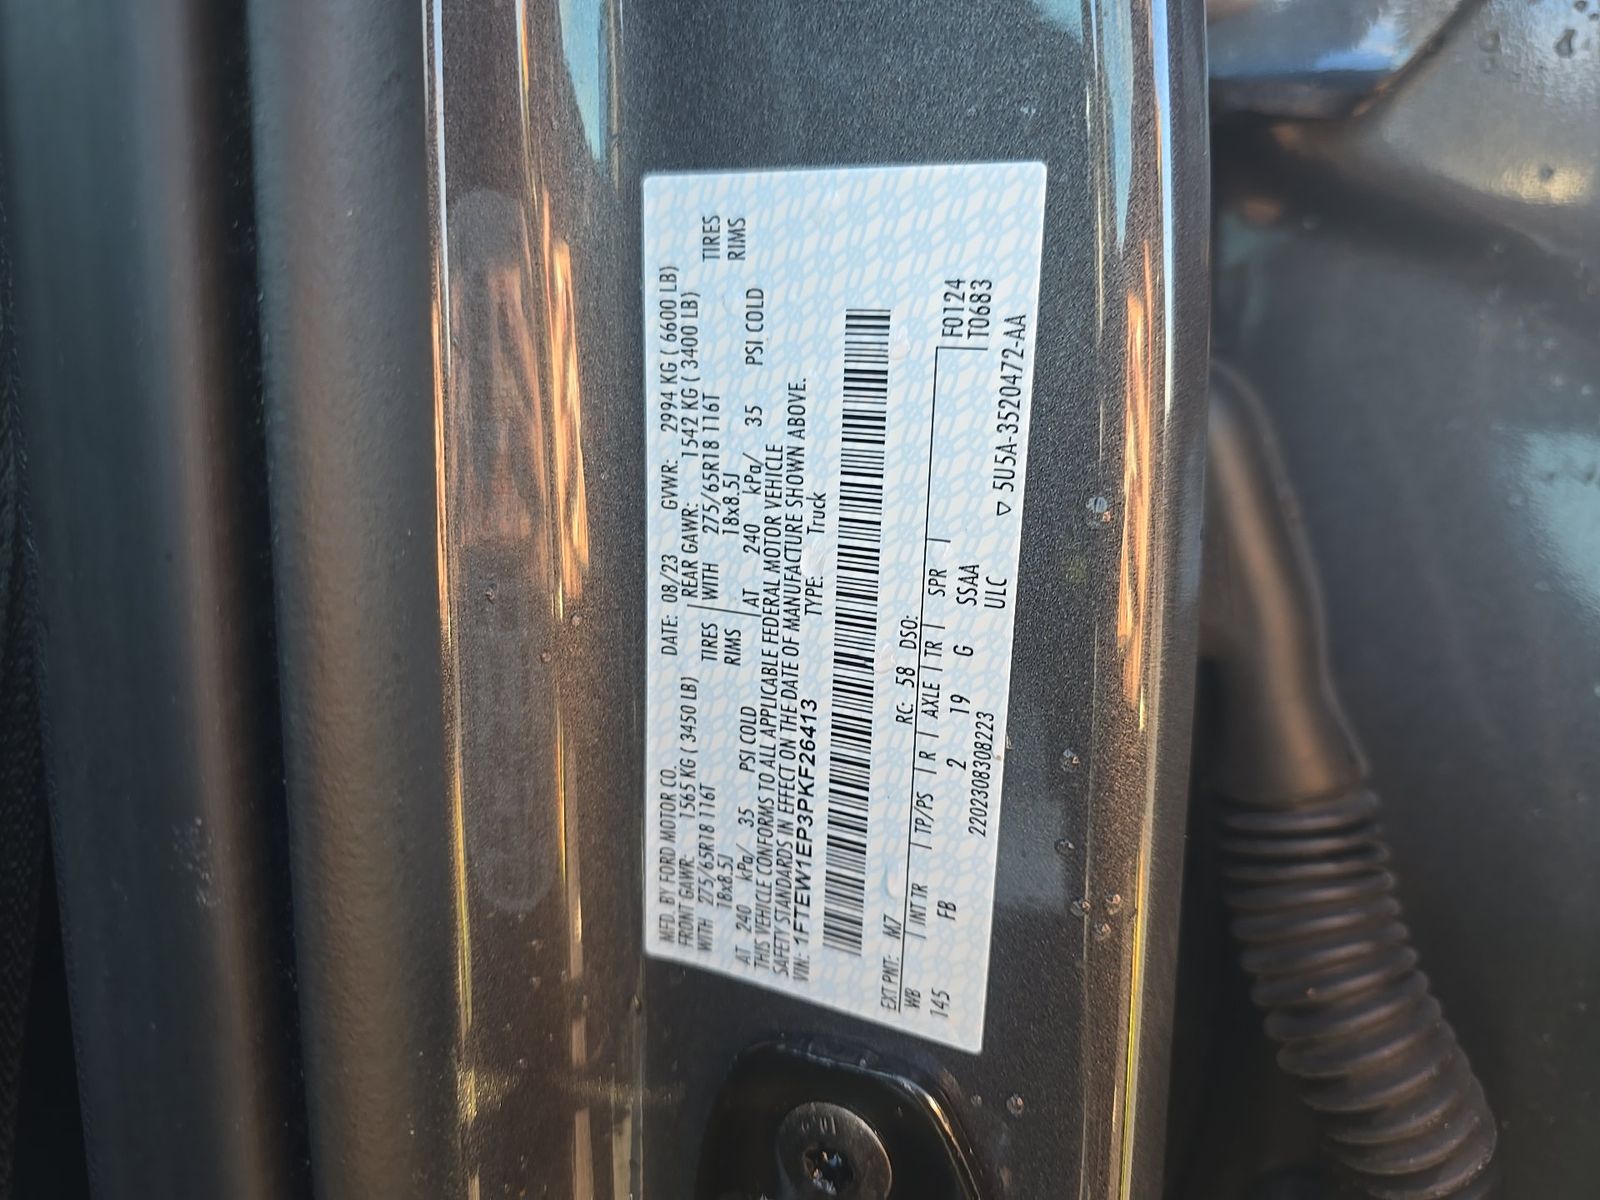 MFD. BY FORD MOTOR CO. DATE: 08/23 GVWR: 2994 KG ( 6600 LB)
FRONT GAWR: 1565 KG ( 3450 LB) REAR GAWR: 1542 KG ( 3400 LB)
WITH 275/65R18 116T TIRES WITH 275/65R18 116T TIRES
18x8.5J RIMS 18x8.5J RIMS
AT 240 kPa/ 35 PSI COLD AT 240 kPa/ 35 PSI COLD
THIS VEHICLE CONFORMS TO ALL APPLICABLE FEDERAL MOTOR VEHICLE
SAFETY STANDARDS IN EFFECT ON THE DATE OF MANUFACTURE SHOWN ABOVE.
VIN: 1FTEW1EP3PKF26413 TYPE: Truck
EXT PNT: M7 RC: 58 DSO:
WB INT TR TP/PS R AXLE TR SPR F0124
145 FB 2 19 G SSAA T0683
2202308308223 ULC ▽ 5U5A-3520472-AA